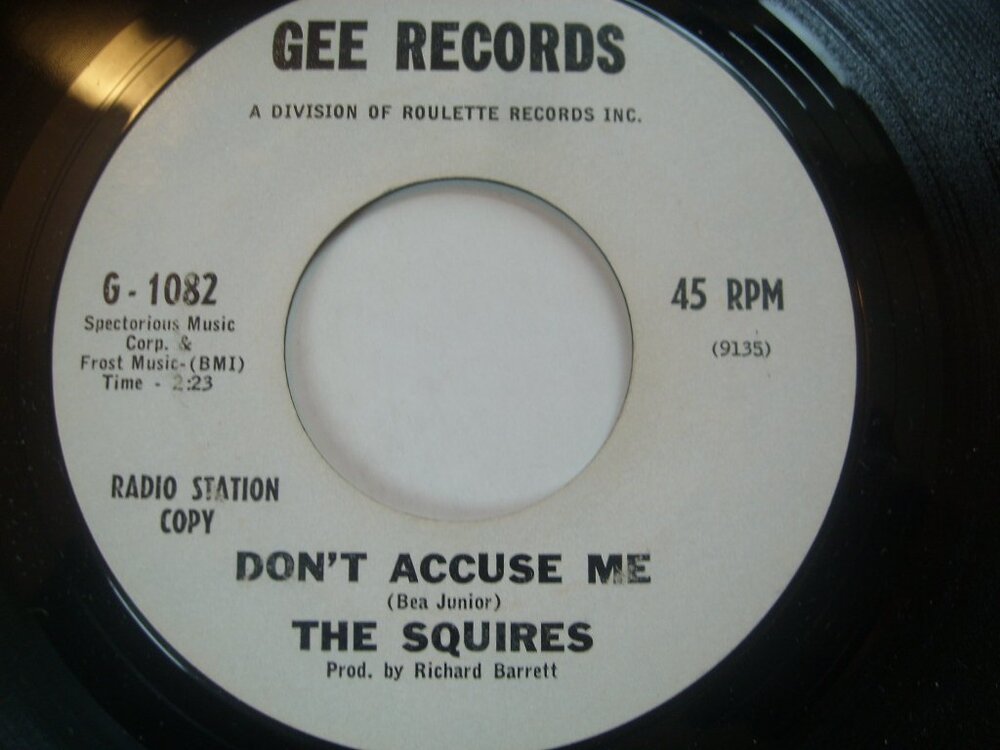 GEE RECORDS
A DIVISION OF ROULETTE RECORDS INC.
G - 1082
Spectorious Music
Corp. &
Frost Music-(BMI)
Time - 2:23
45 RPM
(9135)
RADIO STATION
COPY
DON'T ACCUSE ME
(Bea Junior)
THE SQUIRES
Prod. by Richard Barrett